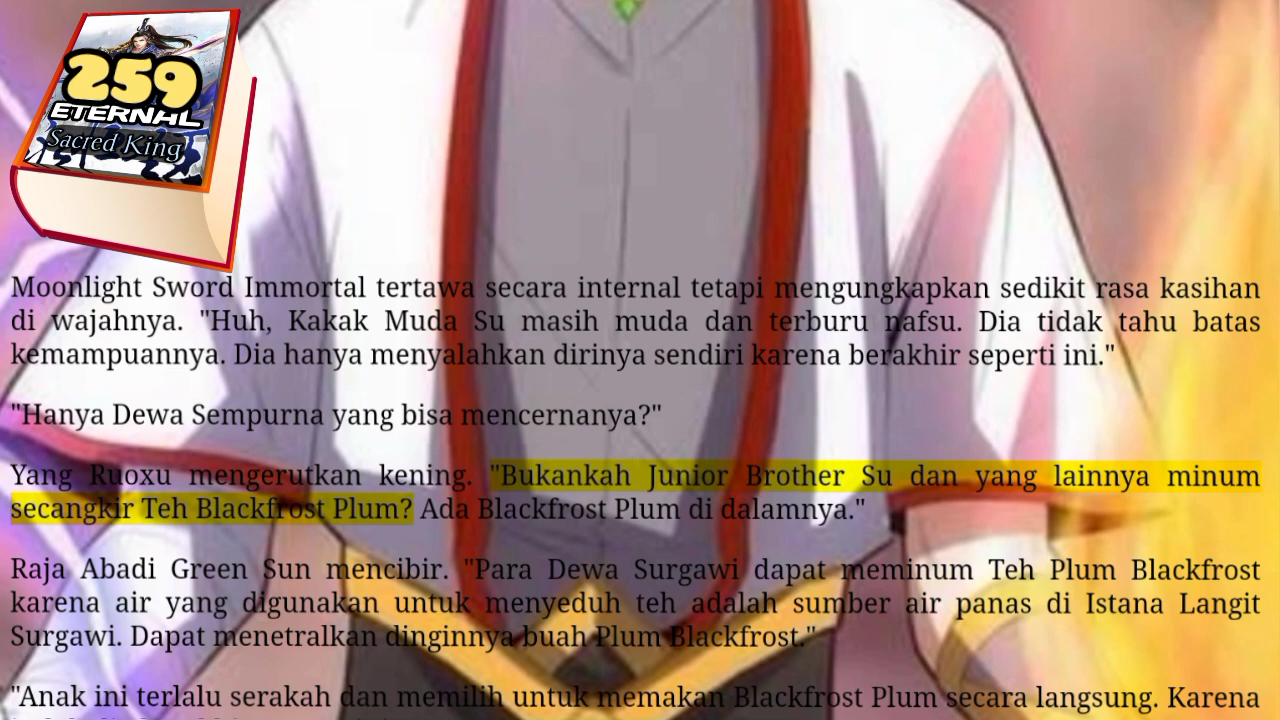 259
ETERNAL
Sacred King
Moonlight Sword Immortal tertawa secara internal tetapi mengungkapkan sedikit rasa kasihan
di wajahnya. "Huh, Kakak Muda Su masih muda dan terburu nafsu. Dia tidak tahu batas
kemampuannya. Dia hanya menyalahkan dirinya sendiri karena berakhir seperti ini."
"Hanya Dewa Sempurna yang bisa mencernanya?"
Yang Ruoxu mengerutkan kening. "Bukankah Junior Brother Su dan yang lainnya minum
secangkir Teh Blackfrost Plum? Ada Blackfrost Plum di dalamnya."
Raja Abadi Green Sun mencibir. "Para Dewa Surgawi dapat meminum Teh Plum Blackfrost
karena air yang digunakan untuk menyeduh teh adalah sumber air panas di Istana Langit
Surgawi. Dapat menetralkan dinginnya buah Plum Blackfrost."
"Anak ini terlalu serakah dan memilih untuk memakan Blackfrost Plum secara langsung. Karena